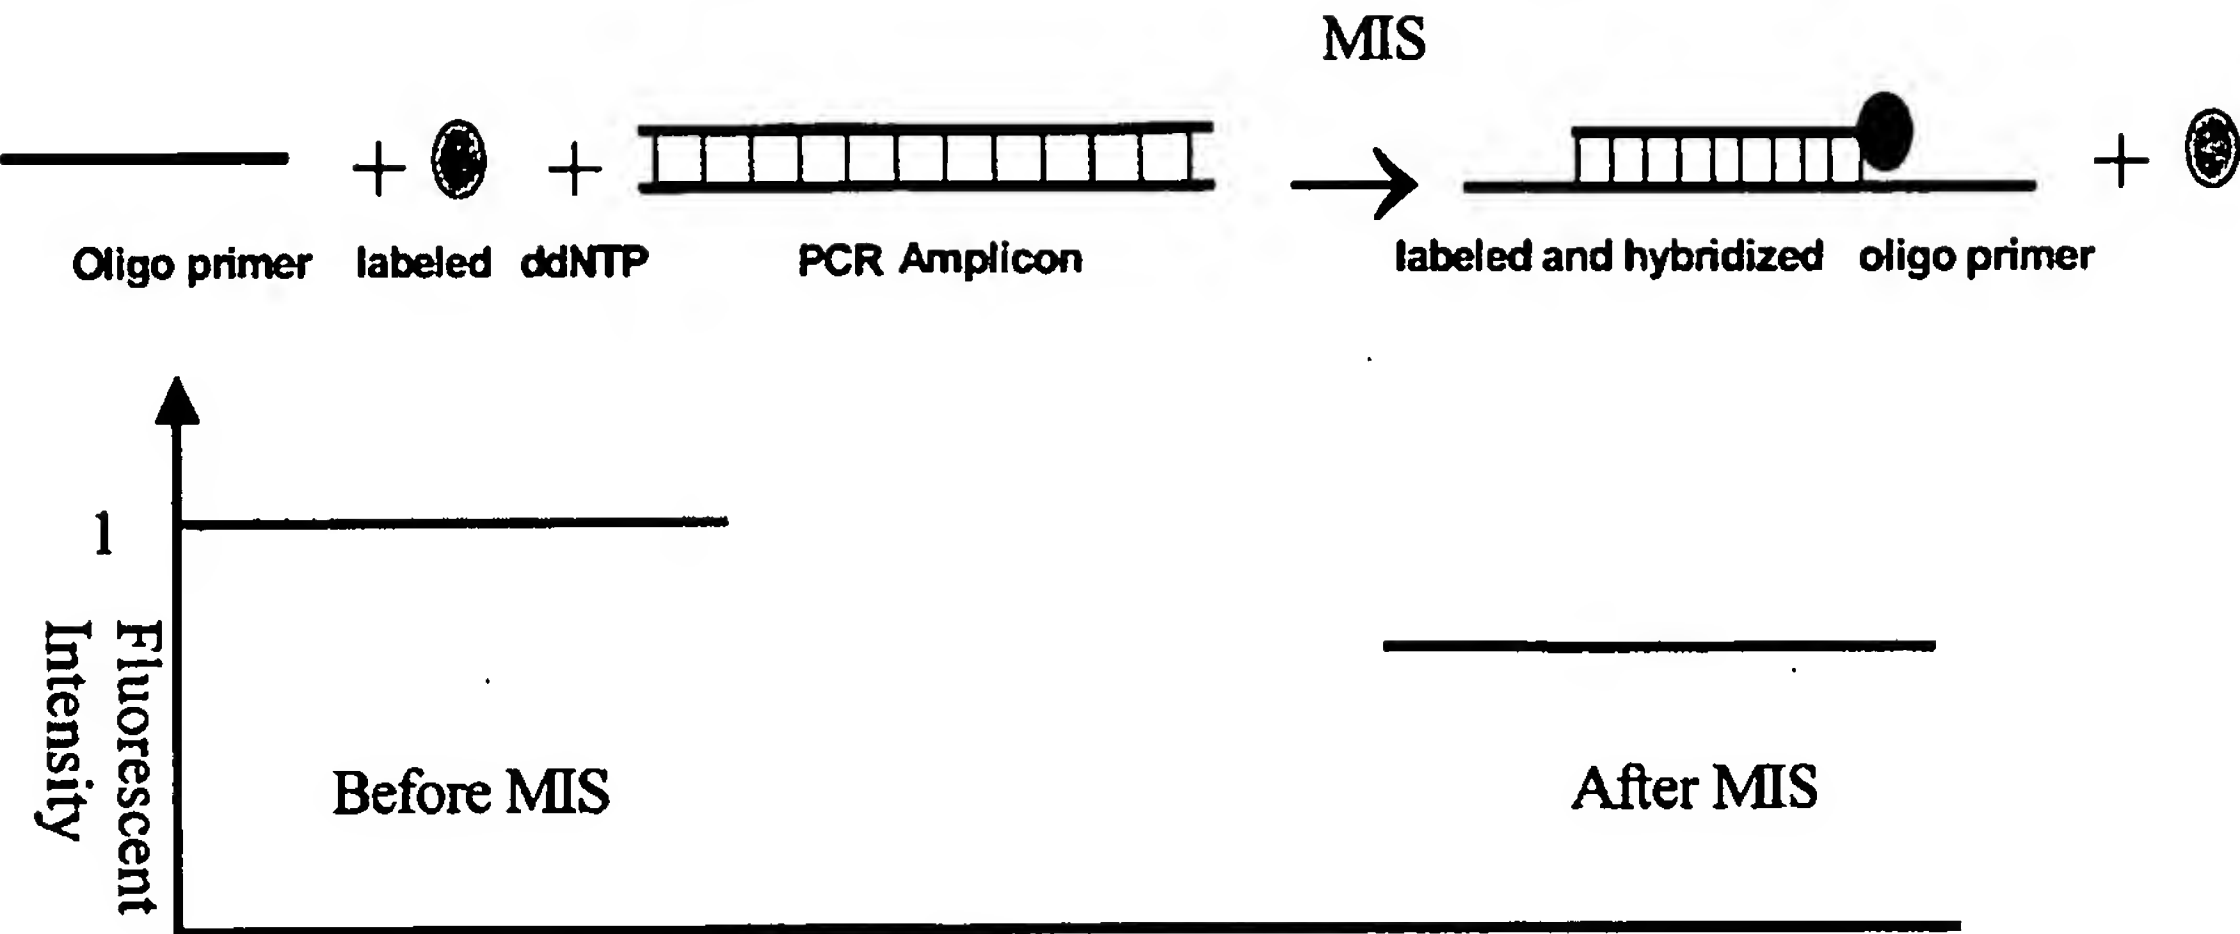 MIS
+ + +
Oligo primer labeled ddNTP PCR Amplicon labeled and hybridized oligo primer
1
Fluorescent
Intensity
Before MIS After MIS